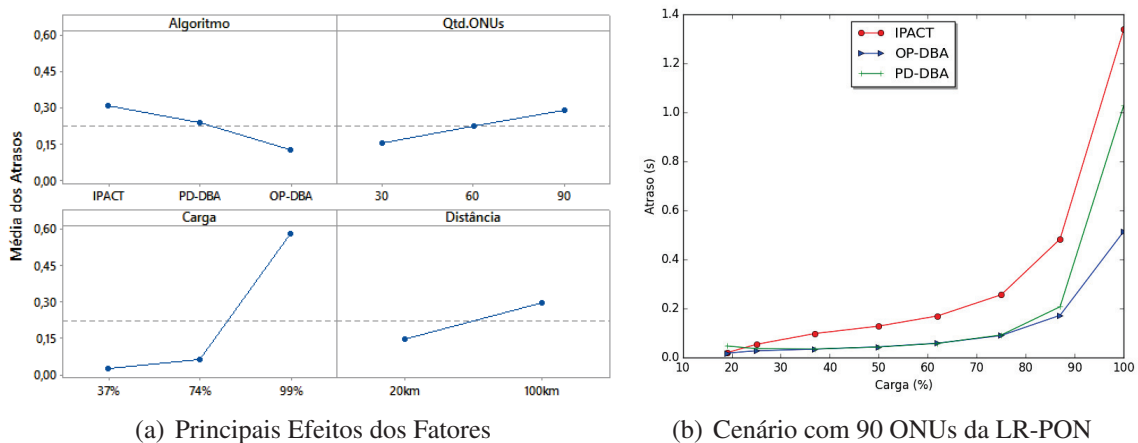 Algoritmo
Qtd.ONUs
0,60
0,45
0,30
0,15
0,00
IPACT
PD-DBA
OP-DBA
30
60
90
Carga
Distância
0,60
0,45
0,30
0,15
0,00
37%
74%
99%
20km
100km
Média dos Atrasos
(a) Principais Efeitos dos Fatores
IPACT
OP-DBA
PD-DBA
1.4
1.2
1.0
0.8
0.6
0.4
0.2
0.0
10
20
30
40
50
60
70
80
90
100
Atraso (s)
Carga (%)
(b) Cenário com 90 ONUs da LR-PON